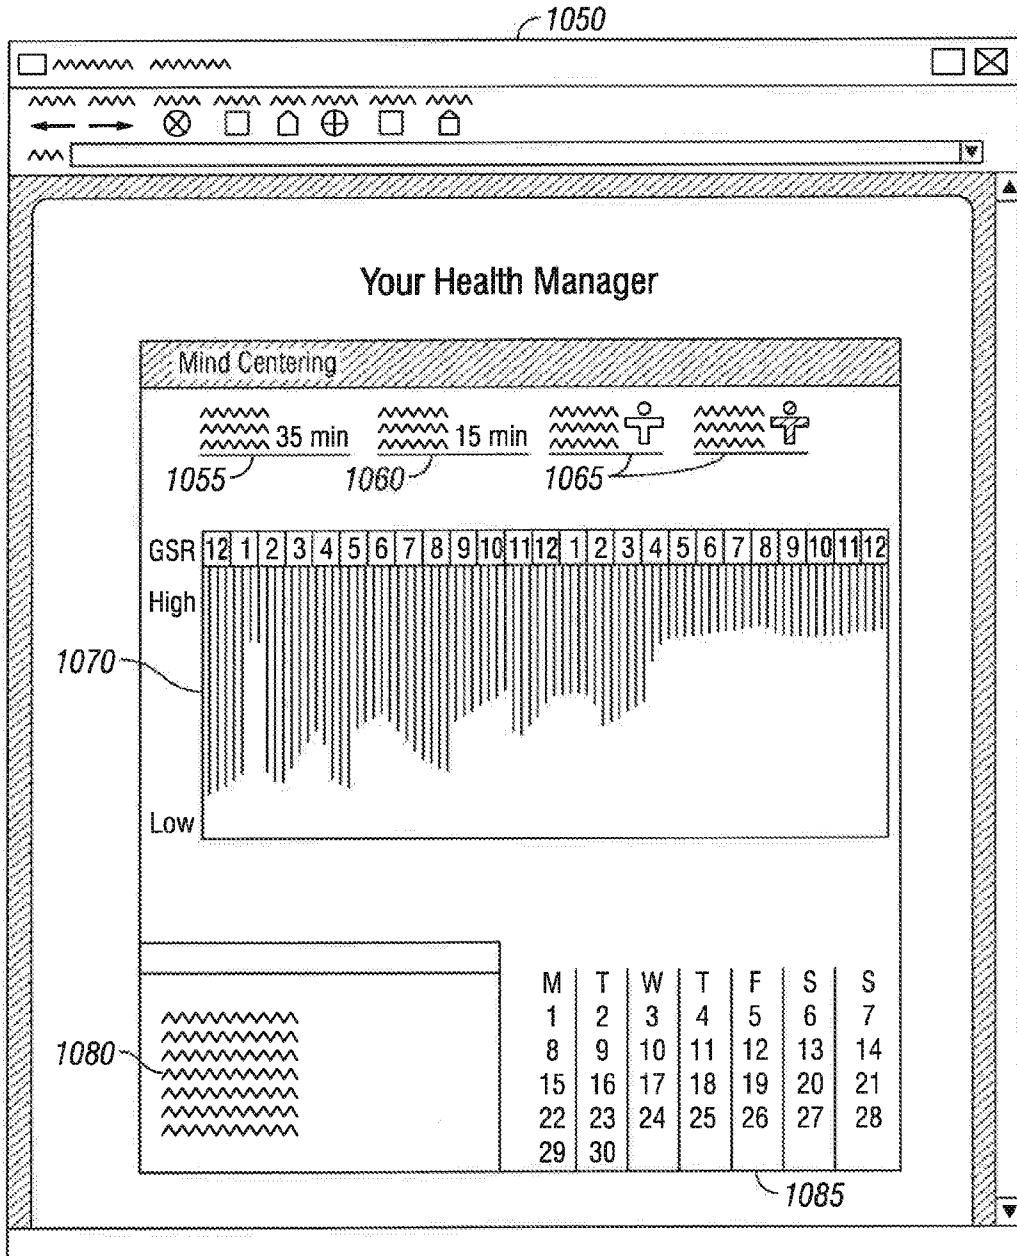 1050
Your Health Manager
Mind Centering
35 min 15 min
1055 1060 1065
GSR 12 1 2 3 4 5 6 7 8 9 10 11 12 1 2 3 4 5 6 7 8 9 10 11 12
High
1070
Low
M T W T F S S
1 2 3 4 5 6 7
1080 8 9 10 11 12 13 14
15 16 17 18 19 20 21
22 23 24 25 26 27 28
29 30
1085